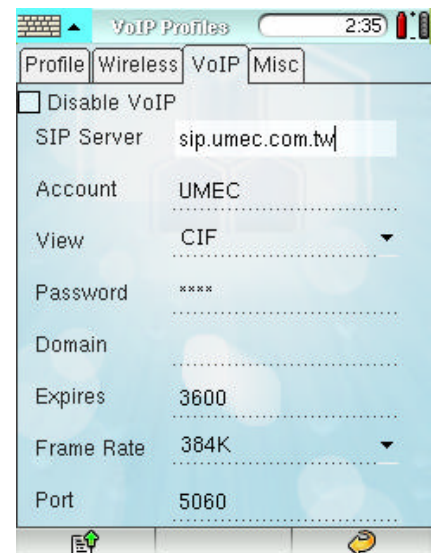 VoIP Profiles 2:35
Profile Wireless VoIP Misc
Disable VoIP
SIP Server sip.umec.com.tw
Account UMEC
View CIF
Password ****
Domain
Expires 3600
Frame Rate 384K
Port 5060